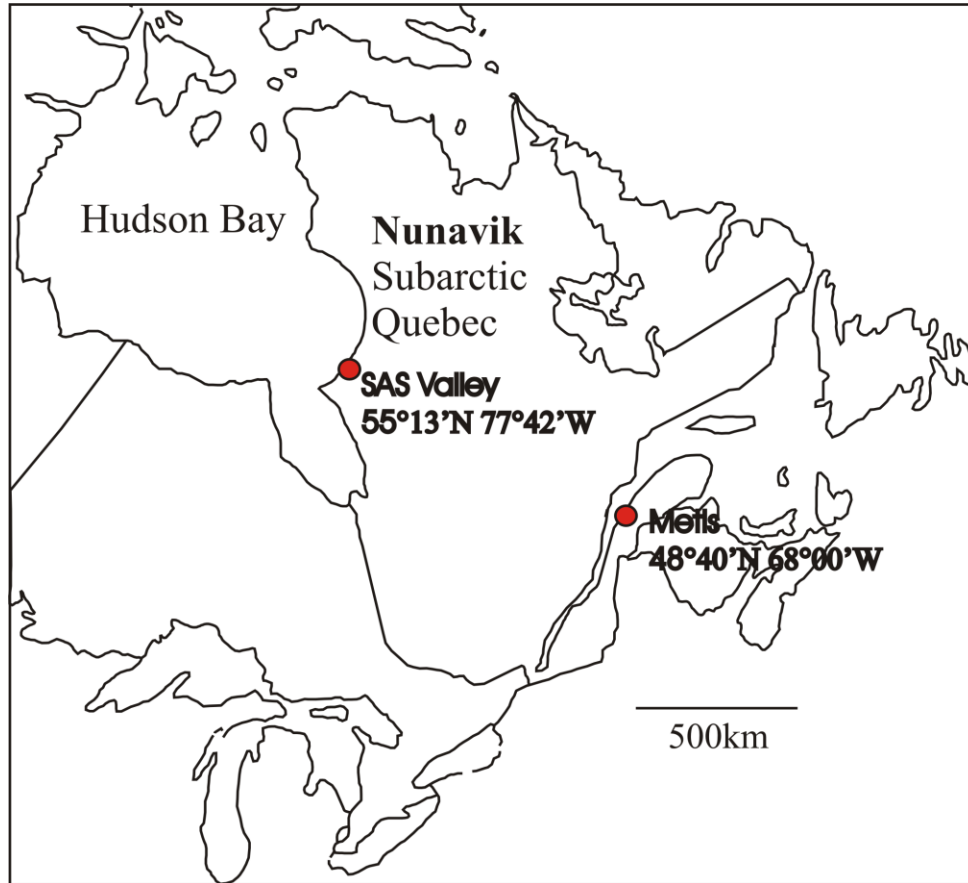 Hudson Bay
Nunavik
Subarctic
Quebec
SAS Valley
55°13’N 77°42’W
Metis
48°40’N 68°00’W
500km